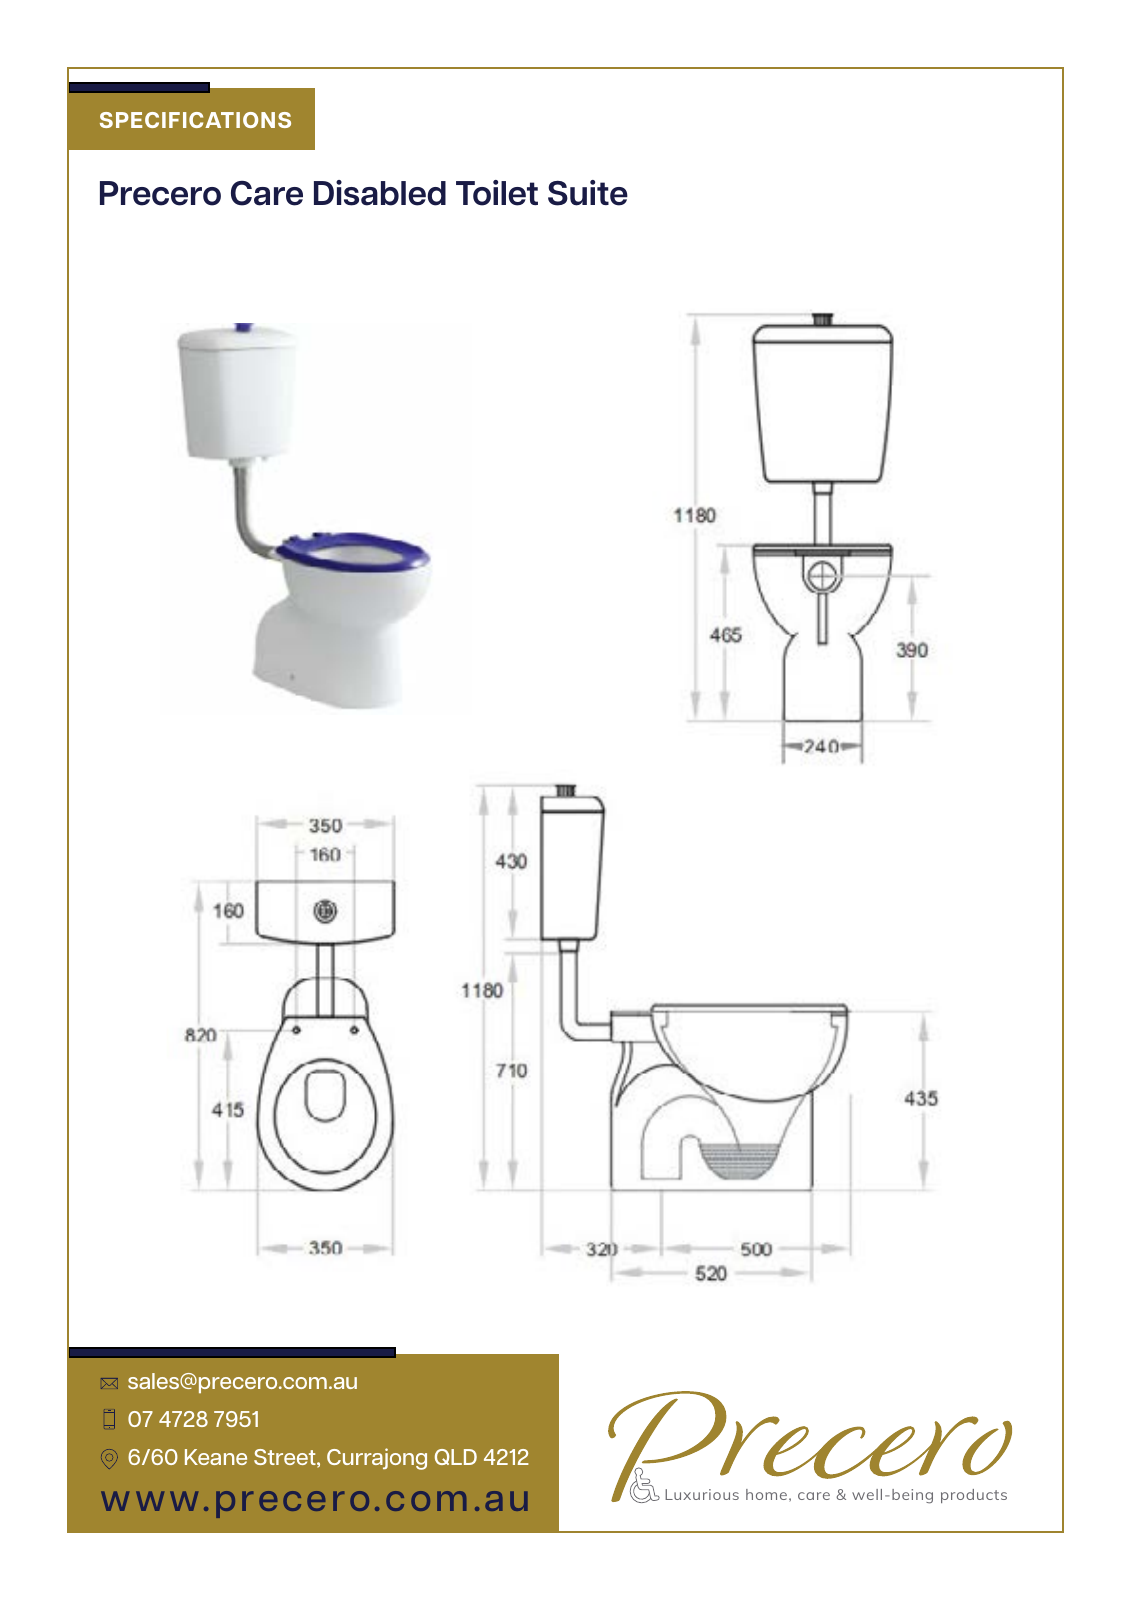 SPECIFICATIONS
Precero Care Disabled Toilet Suite
1180
465
390
240
350
160
160
820
415
350
430
1180
710
435
320
500
520
sales@precero.com.au
07 4728 7951
6/60 Keane Street, Currajong QLD 4212
www.precero.com.au
Precero
Luxurious home, care & well-being products